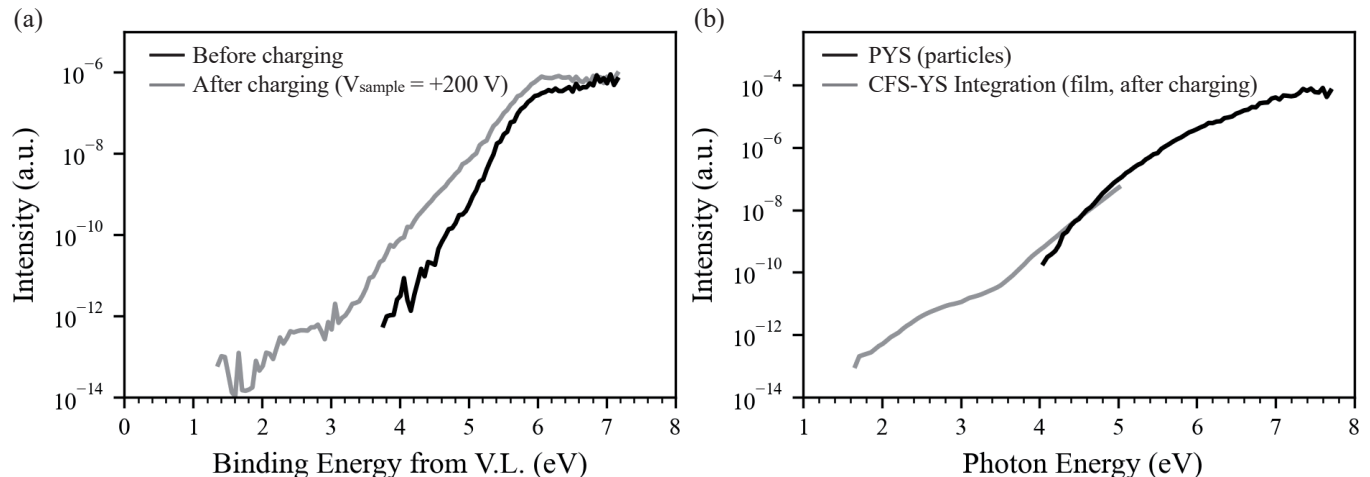 (a)
Before charging
After charging (Vsample = +200 V)
10−6
10−8
10−10
10−12
10−14
Intensity (a.u.)
0 1 2 3 4 5 6 7 8
Binding Energy from V.L. (eV)
(b)
PYS (particles)
CFS-YS Integration (film, after charging)
10−4
10−6
10−8
10−10
10−12
10−14
Intensity (a.u.)
1 2 3 4 5 6 7 8
Photon Energy (eV)